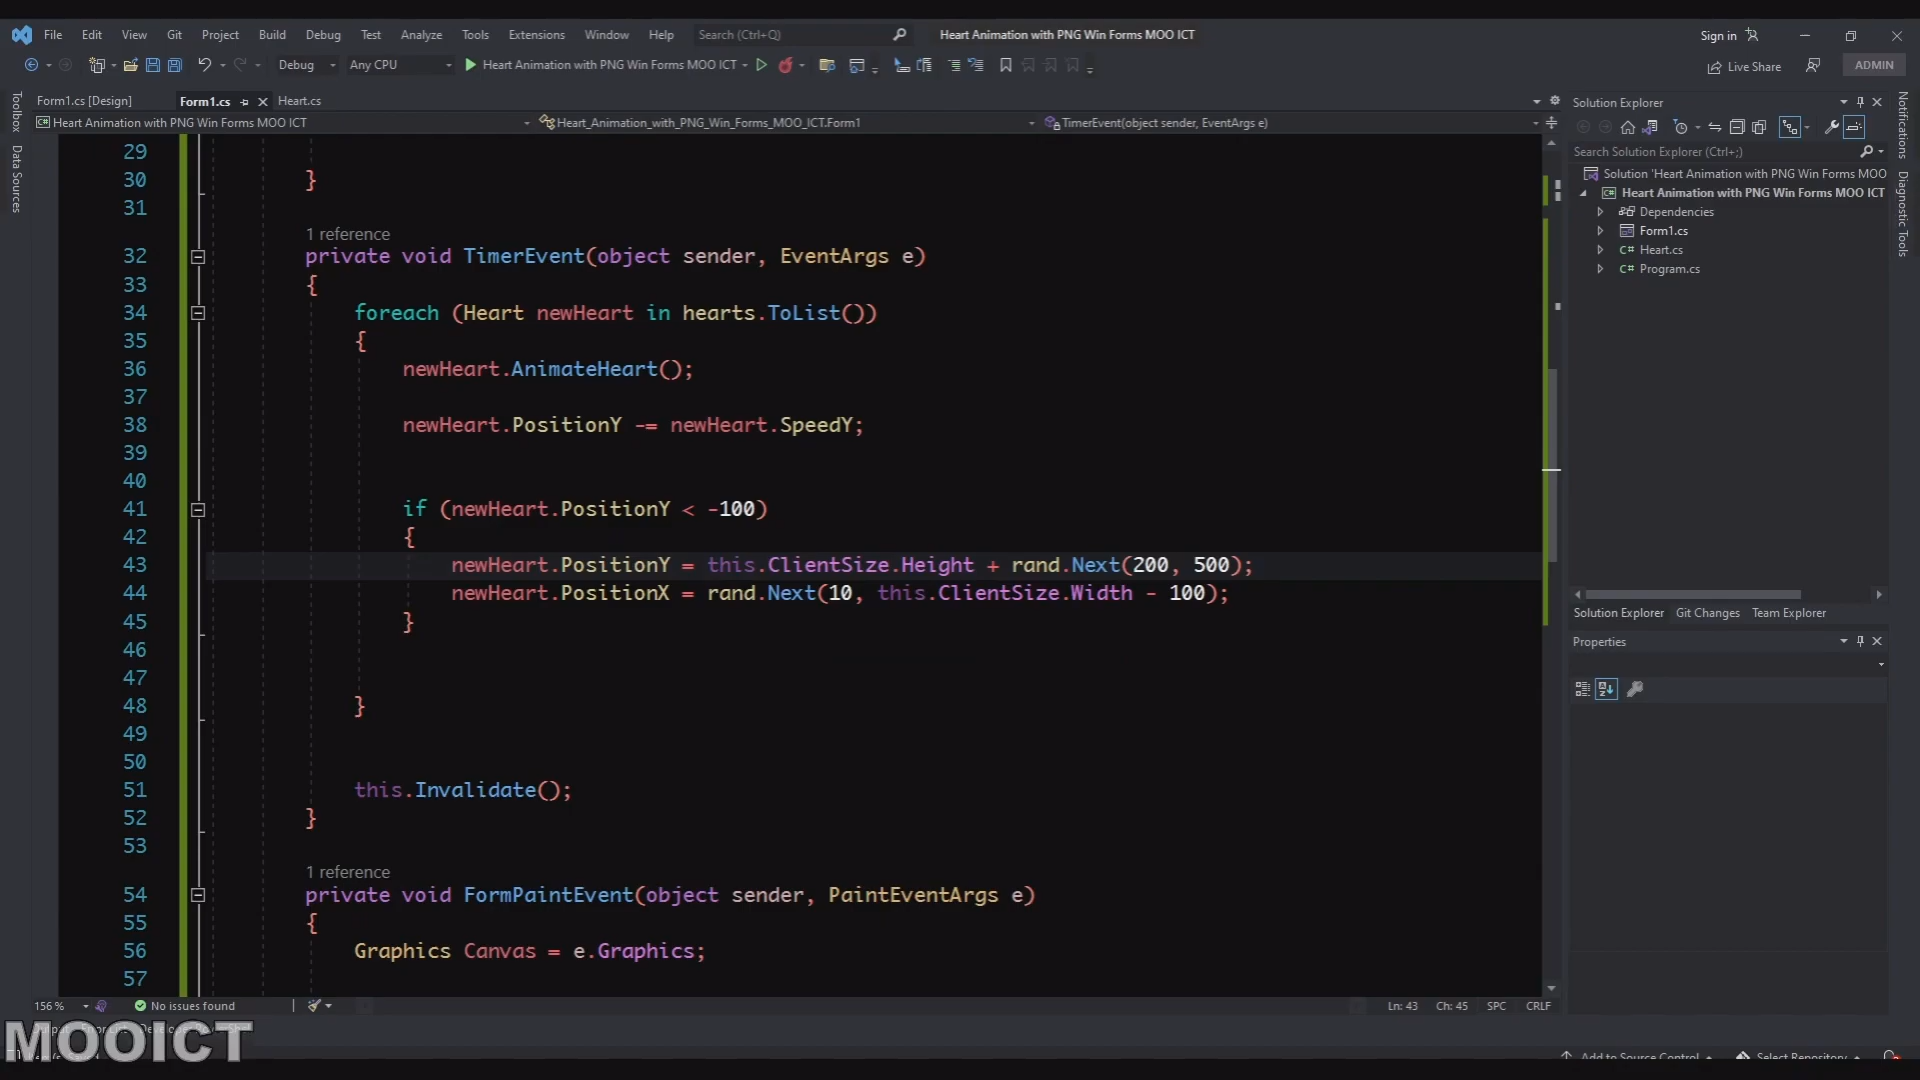 File Edit View Git Project Build Debug Test Analyze Tools Extensions Window Help Search (Ctrl+Q) Heart Animation with PNG Win Forms MOO ICT Sign in
Debug Any CPU Heart Animation with PNG Win Forms MOO ICT Live Share ADMIN
Form1.cs [Design] Form1.cs Heart.cs
Heart Animation with PNG Win Forms MOO ICT Heart_Animation_with_PNG_Win_Forms_MOO_ICT.Form1 TimerEvent(object sender, EventArgs e)
Toolbox
Data Sources
29
30 }
31
1 reference
32 private void TimerEvent(object sender, EventArgs e)
33 {
34 foreach (Heart newHeart in hearts.ToList())
35 {
36 newHeart.AnimateHeart();
37
38 newHeart.PositionY -= newHeart.SpeedY;
39
40
41 if (newHeart.PositionY < -100)
42 {
43 newHeart.PositionY = this.ClientSize.Height + rand.Next(200, 500);
44 newHeart.PositionX = rand.Next(10, this.ClientSize.Width - 100);
45 }
46
47
48 }
49
50
51 this.Invalidate();
52 }
53
1 reference
54 private void FormPaintEvent(object sender, PaintEventArgs e)
55 {
56 Graphics Canvas = e.Graphics;
57
156 % No issues found Ln: 43 Ch: 45 SPC CRLF
Solution Explorer
Search Solution Explorer (Ctrl+;)
Solution 'Heart Animation with PNG Win Forms MOO
Heart Animation with PNG Win Forms MOO ICT
Dependencies
Form1.cs
C# Heart.cs
C# Program.cs
Solution Explorer Git Changes Team Explorer
Properties
Notifications
Diagnostic Tools
MOOICT
Add to Source Control Select Repository